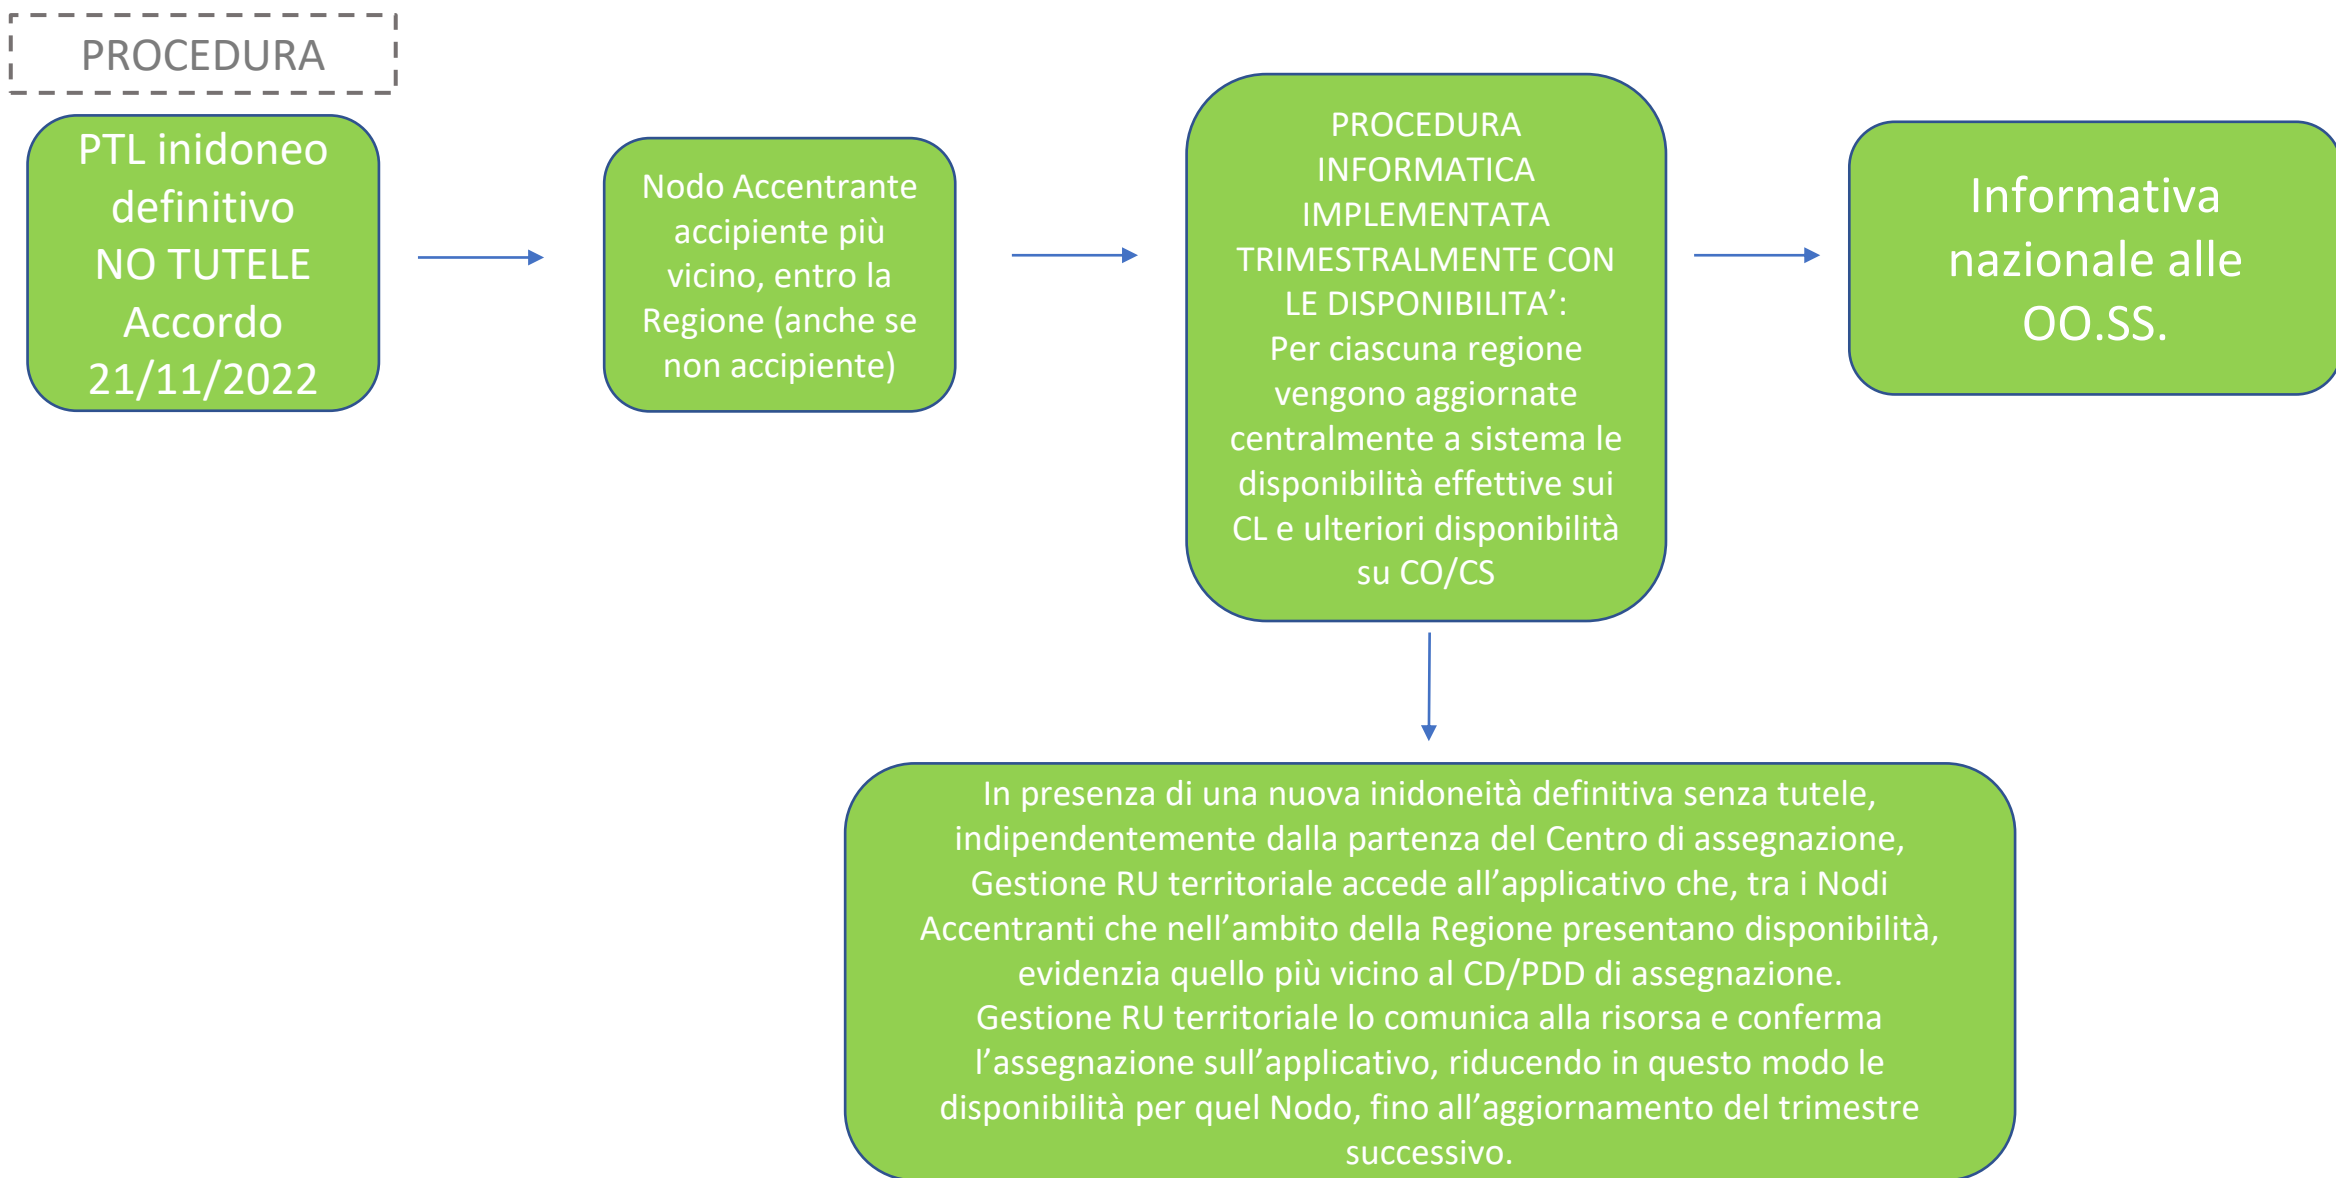 PROCEDURA
PTL inidoneo
definitivo
NO TUTELE
Accordo
21/11/2022
Nodo Accentrante
accipiente più
vicino, entro la
Regione (anche se
non accipiente)
PROCEDURA
INFORMATICA
IMPLEMENTATA
TRIMESTRALMENTE CON
LE DISPONIBILITA’:
Per ciascuna regione
vengono aggiornate
centralmente a sistema le
disponibilità effettive sui
CL e ulteriori disponibilità
su CO/CS
Informativa
nazionale alle
OO.SS.
In presenza di una nuova inidoneità definitiva senza tutele,
indipendentemente dalla partenza del Centro di assegnazione,
Gestione RU territoriale accede all’applicativo che, tra i Nodi
Accentranti che nell’ambito della Regione presentano disponibilità,
evidenzia quello più vicino al CD/PDD di assegnazione.
Gestione RU territoriale lo comunica alla risorsa e conferma
l’assegnazione sull’applicativo, riducendo in questo modo le
disponibilità per quel Nodo, fino all’aggiornamento del trimestre
successivo.